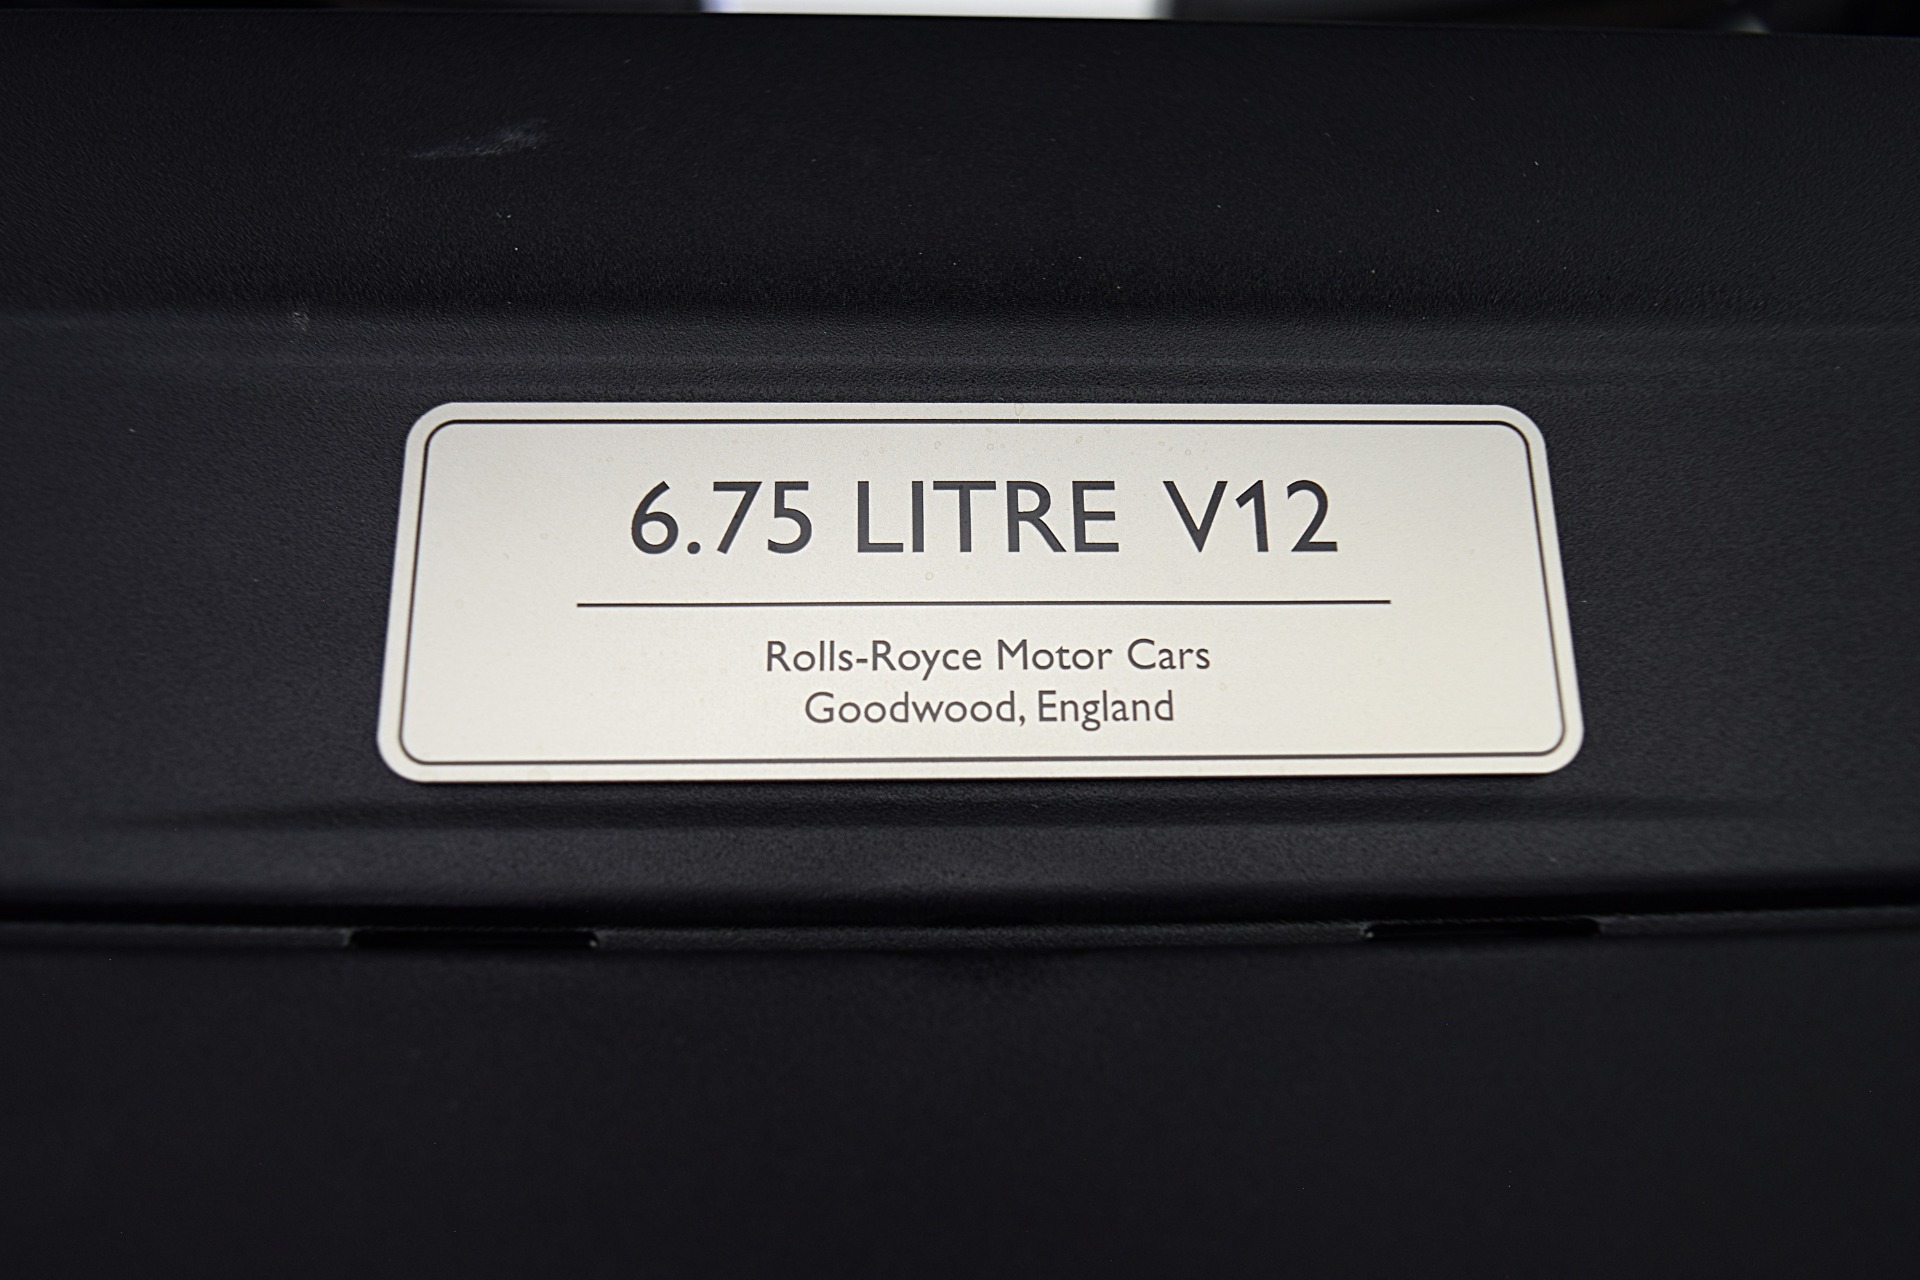 6.75 LITRE V12
Rolls-Royce Motor Cars
Goodwood, England